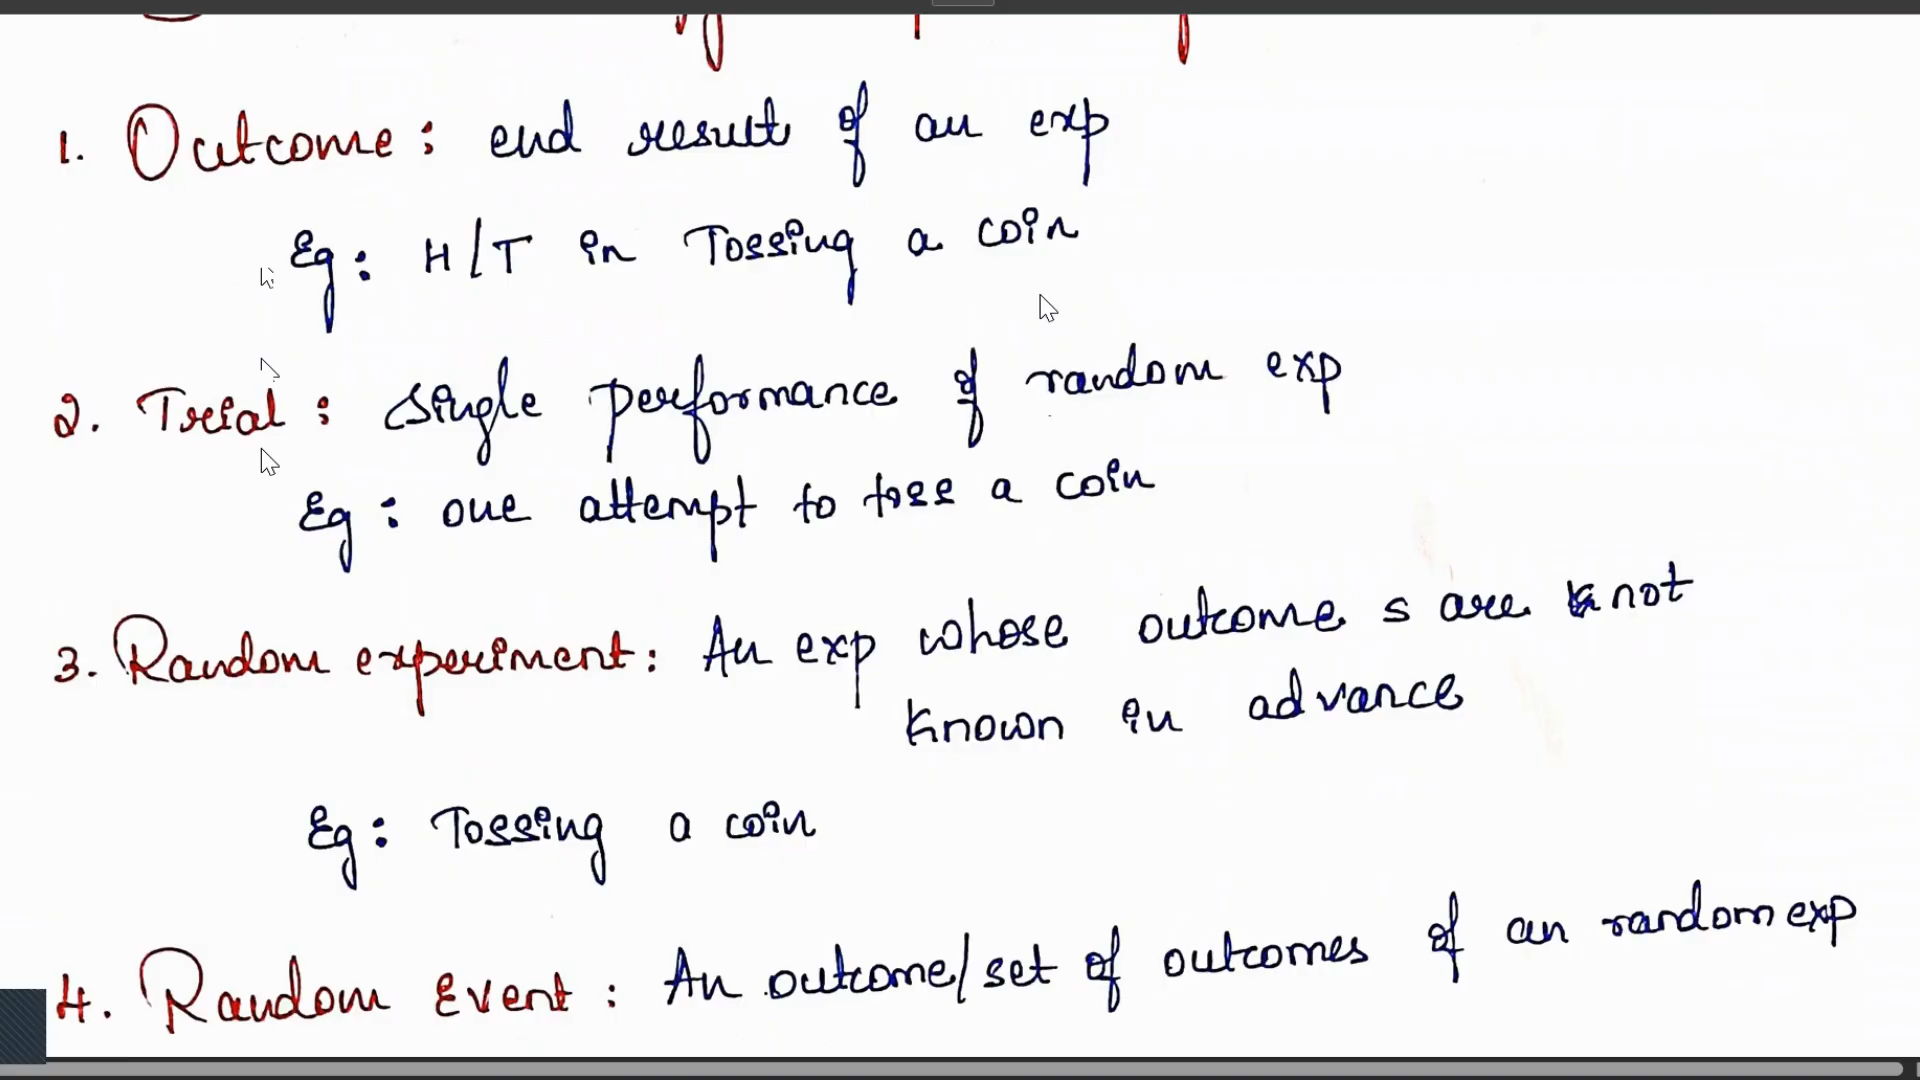 1. Outcome: end result of an exp
Eg: H/T in Tossing a coin
2. Trial: single performance of random exp
Eg: one attempt to toss a coin
3. Random experiment: An exp whose outcome s are not
known in advance
Eg: Tossing a coin
4. Random Event: An outcome/set of outcomes of an random exp